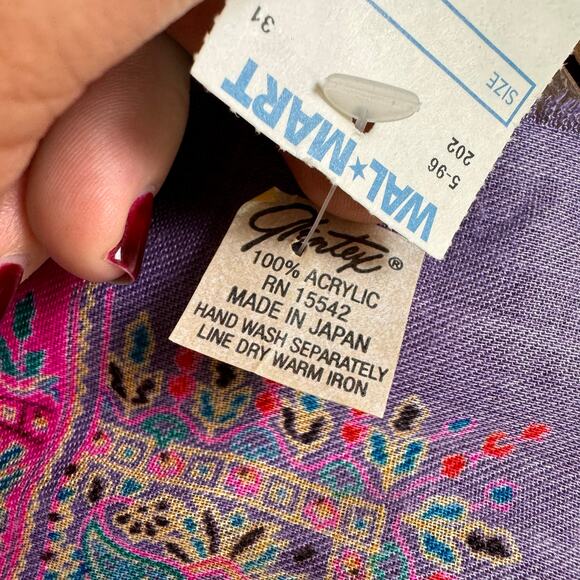 31
WAL★MART
SIZE
5-96
202
Glentex®
100% ACRYLIC
RN 15542
MADE IN JAPAN
HAND WASH SEPARATELY
LINE DRY WARM IRON